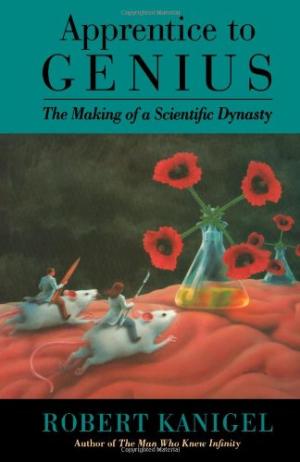 Apprentice to
GENIUS
The Making of a Scientific Dynasty
ROBERT KANIGEL
Author of The Man Who Knew Infinity